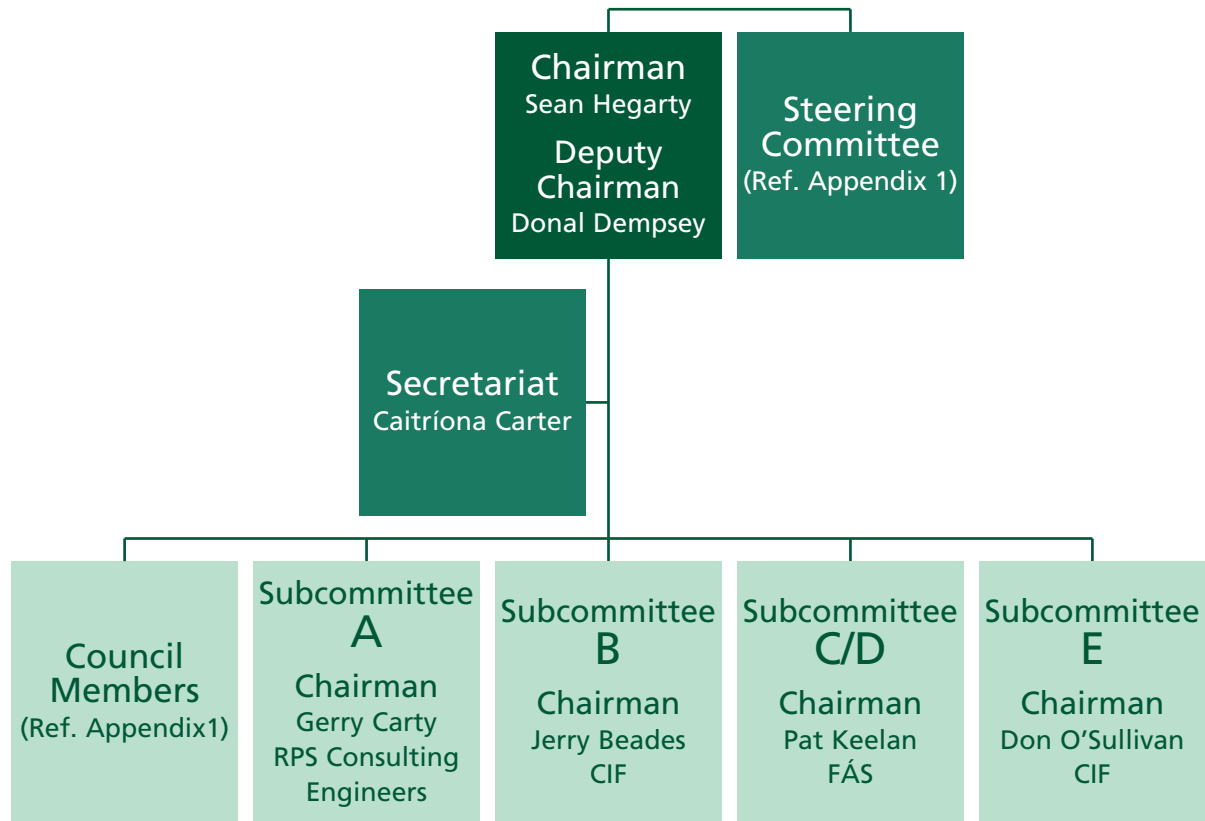 Chairman
Sean Hegarty
Deputy
Chairman
Donal Dempsey
Steering
Committee
(Ref. Appendix 1)
Secretariat
Caitríona Carter
Council
Members
(Ref. Appendix1)
Subcommittee
A
Chairman
Gerry Carty
RPS Consulting
Engineers
Subcommittee
B
Chairman
Jerry Beades
CIF
Subcommittee
C/D
Chairman
Pat Keelan
FÁS
Subcommittee
E
Chairman
Don O’Sullivan
CIF